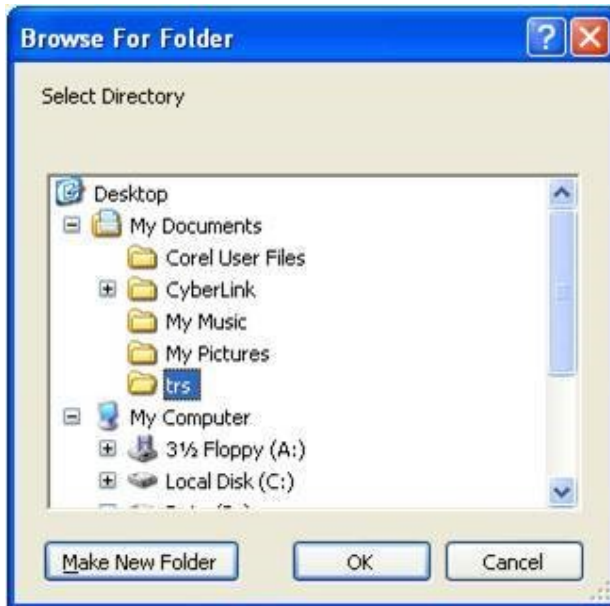 Browse For Folder
Select Directory
Desktop
My Documents
Corel User Files
CyberLink
My Music
My Pictures
trs
My Computer
3½ Floppy (A:)
Local Disk (C:)
Make New Folder OK Cancel